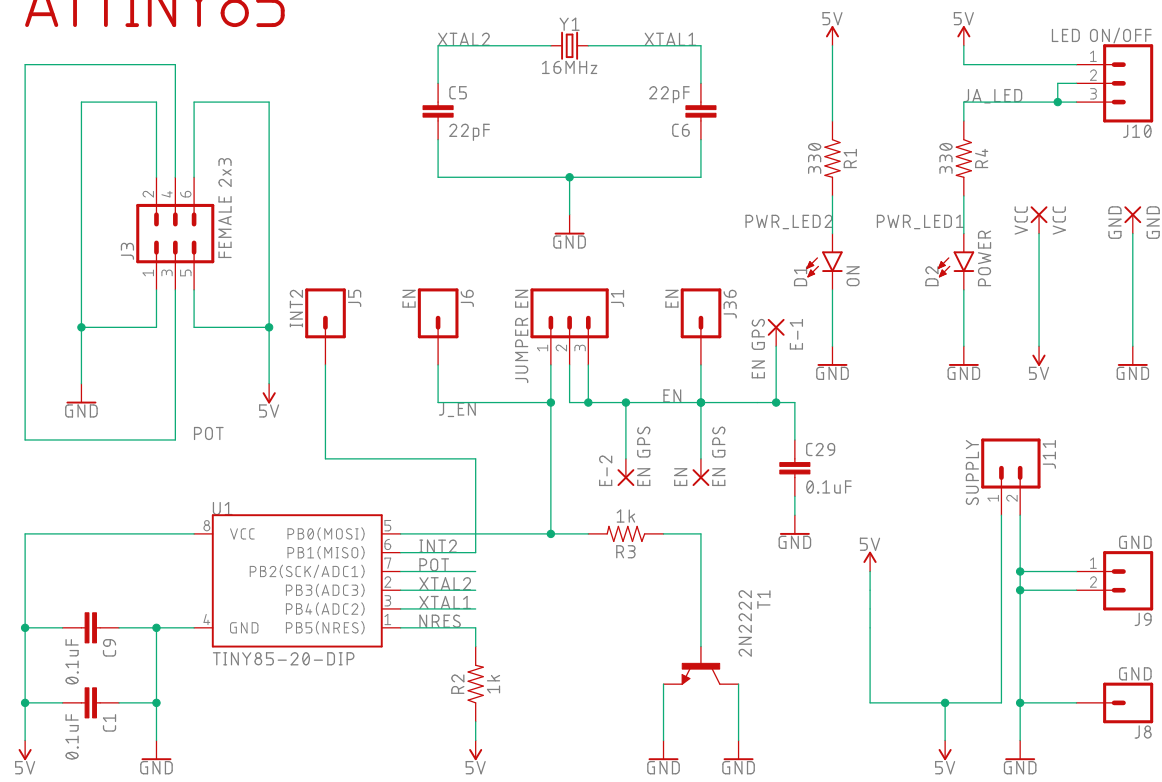 ATTINY85
Y1
XTAL2
XTAL1
16MHz
C5
22pF
22pF
C6
GND
5V
5V
LED ON/OFF
1
2
3
JA_LED
J10
330
R1
330
R4
PWR_LED2
PWR_LED1
D1
ON
D2
POWER
GND
GND
VCC
VCC
5V
GND
GND
GND
2
4
6
J3
FEMALE 2x3
1
3
5
GND
5V
POT
INT2
J5
EN
J6
JUMPER EN
J1
1
2
3
EN
J36
EN GPS
E-1
J_EN
EN
E-2
EN GPS
EN
EN GPS
C29
0.1uF
GND
SUPPLY
J11
1
2
U1
8
VCC
4
GND
PB0(MOSI)
5
PB1(MISO)
6
INT2
PB2(SCK/ADC1)
7
POT
PB3(ADC3)
2
XTAL2
PB4(ADC2)
3
XTAL1
PB5(NRES)
1
NRES
TINY85-20-DIP
1k
R3
2N2222
T1
0.1uF
C9
0.1uF
C1
R2
1k
5V
GND
5V
GND
GND
5V
GND
1
2
J9
GND
J8
5V
GND